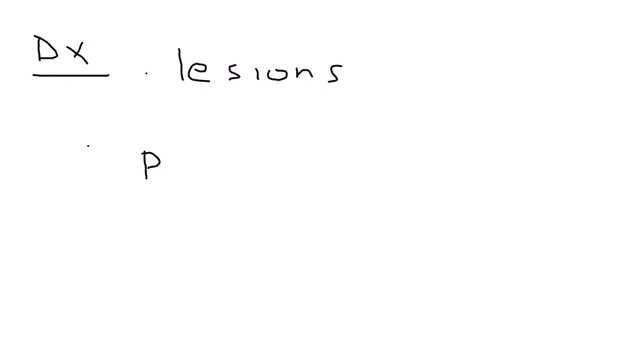 DX . lesions
. P